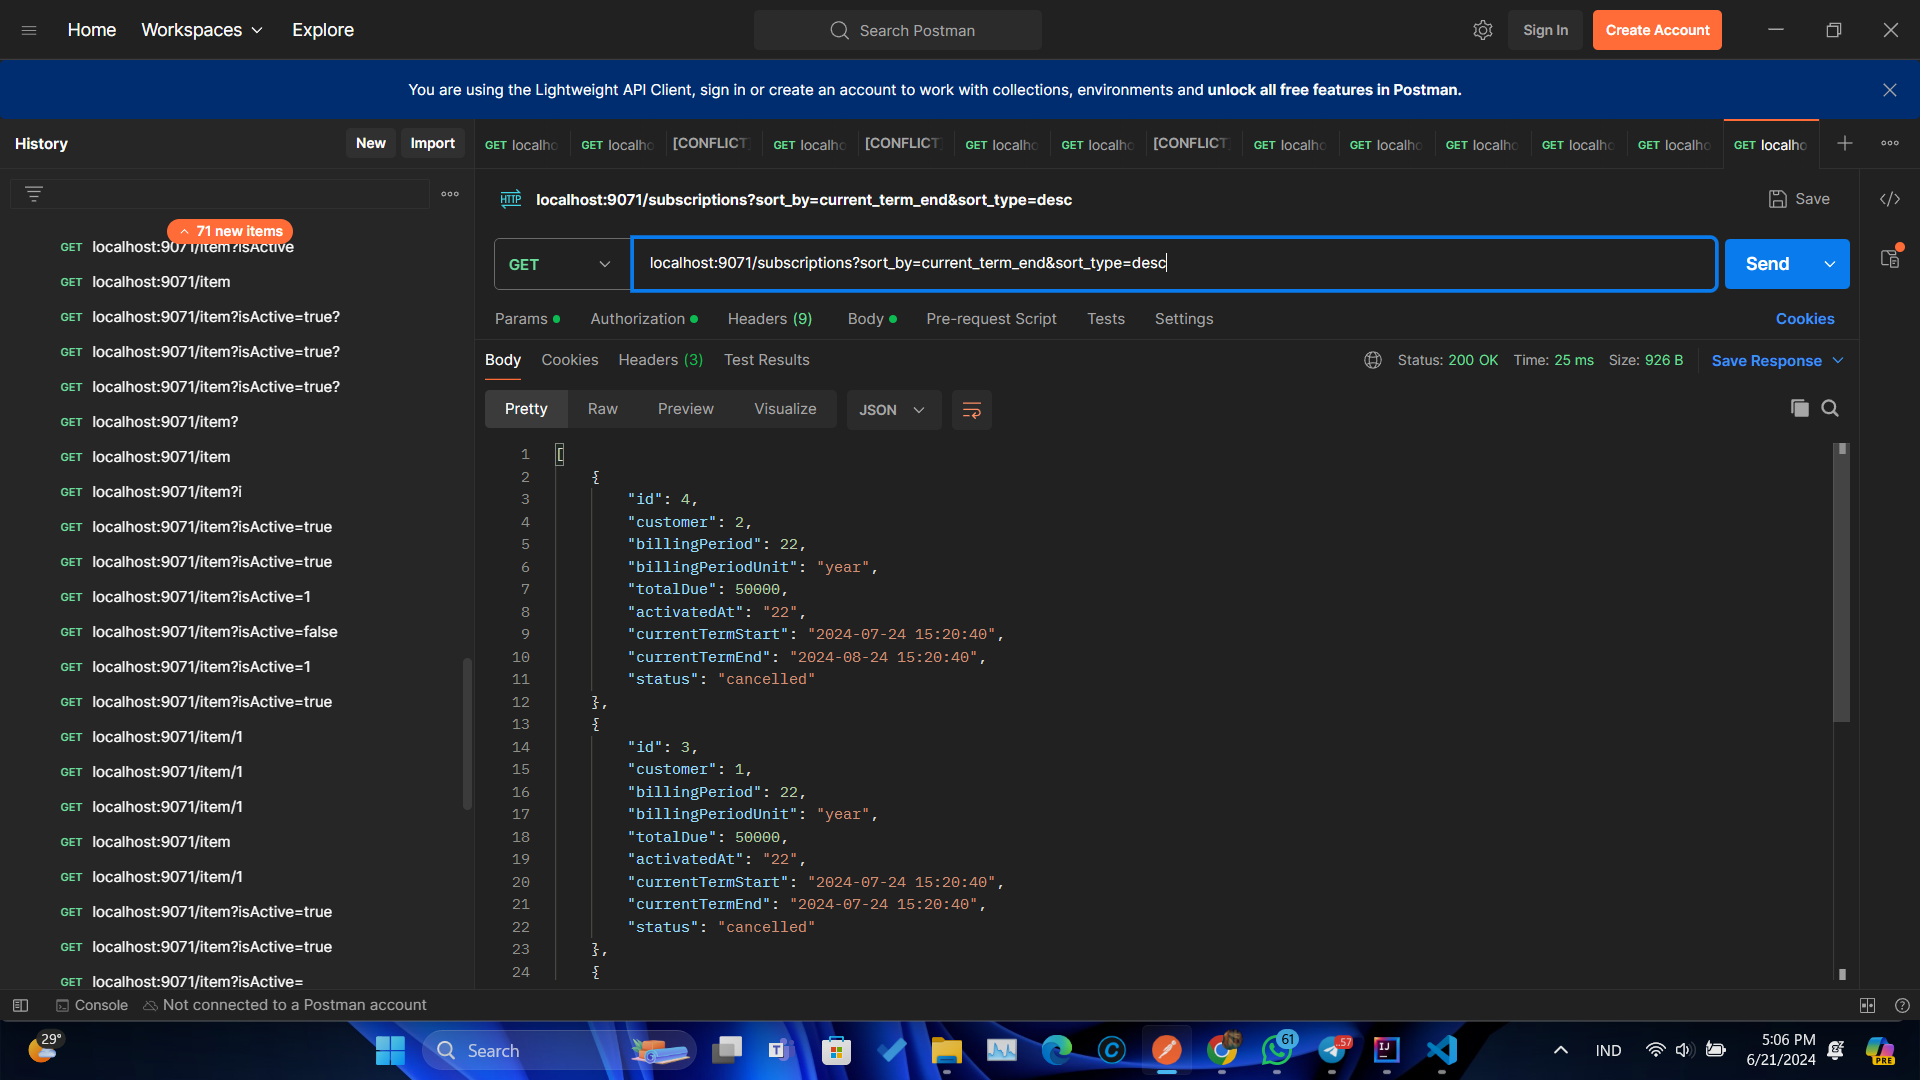 Home Workspaces Explore
Search Postman
Sign In Create Account
You are using the Lightweight API Client, sign in or create an account to work with collections, environments and unlock all free features in Postman.
History New Import
GET localho GET localho [CONFLICT] GET localho [CONFLICT] GET localho GET localho [CONFLICT] GET localho GET localho GET localho GET localho GET localho GET localho
71 new items
GET localhost:9071/item?isActive
GET localhost:9071/item
GET localhost:9071/item?isActive=true?
GET localhost:9071/item?isActive=true?
GET localhost:9071/item?isActive=true?
GET localhost:9071/item?
GET localhost:9071/item
GET localhost:9071/item?i
GET localhost:9071/item?isActive=true
GET localhost:9071/item?isActive=true
GET localhost:9071/item?isActive=1
GET localhost:9071/item?isActive=false
GET localhost:9071/item?isActive=1
GET localhost:9071/item?isActive=true
GET localhost:9071/item/1
GET localhost:9071/item/1
GET localhost:9071/item/1
GET localhost:9071/item
GET localhost:9071/item/1
GET localhost:9071/item?isActive=true
GET localhost:9071/item?isActive=true
GET localhost:9071/item?isActive=
HTTP localhost:9071/subscriptions?sort_by=current_term_end&sort_type=desc
Save
GET localhost:9071/subscriptions?sort_by=current_term_end&sort_type=desc
Send
Params Authorization Headers (9) Body Pre-request Script Tests Settings
Cookies
Body Cookies Headers (3) Test Results
Status: 200 OK Time: 25 ms Size: 926 B Save Response
Pretty Raw Preview Visualize JSON
1 [
2 {
3 "id": 4,
4 "customer": 2,
5 "billingPeriod": 22,
6 "billingPeriodUnit": "year",
7 "totalDue": 50000,
8 "activatedAt": "22",
9 "currentTermStart": "2024-07-24 15:20:40",
10 "currentTermEnd": "2024-08-24 15:20:40",
11 "status": "cancelled"
12 },
13 {
14 "id": 3,
15 "customer": 1,
16 "billingPeriod": 22,
17 "billingPeriodUnit": "year",
18 "totalDue": 50000,
19 "activatedAt": "22",
20 "currentTermStart": "2024-07-24 15:20:40",
21 "currentTermEnd": "2024-07-24 15:20:40",
22 "status": "cancelled"
23 },
24 {
Console Not connected to a Postman account
29°
Search
61
57
IND
5:06 PM
6/21/2024
PRE